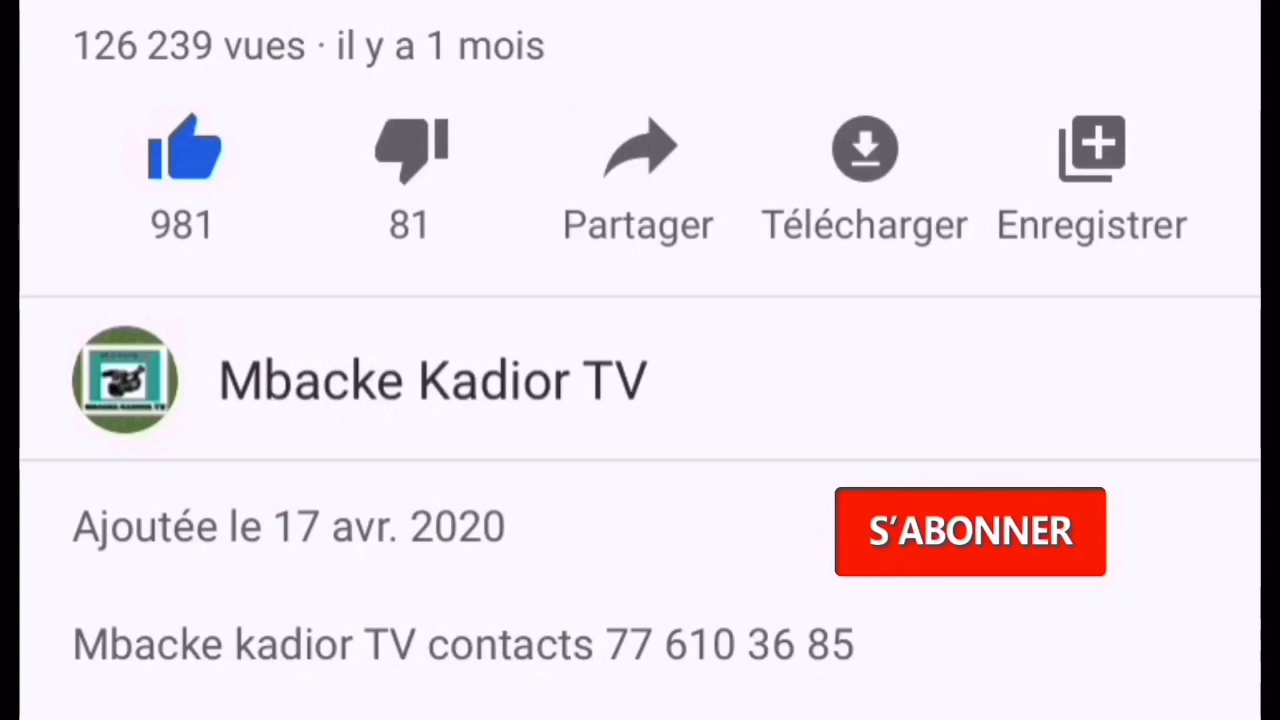 126 239 vues · il y a 1 mois
981
81
Partager
Télécharger
Enregistrer
Mbacke Kadior TV
Ajoutée le 17 avr. 2020
S'ABONNER
Mbacke kadior TV contacts 77 610 36 85